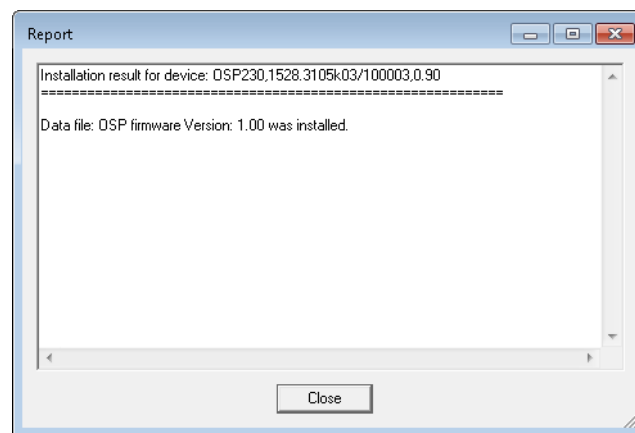 Report
Installation result for device: OSP230,1528.3105k03/100003,0.90
============================================================
Data file: OSP firmware Version: 1.00 was installed.
Close